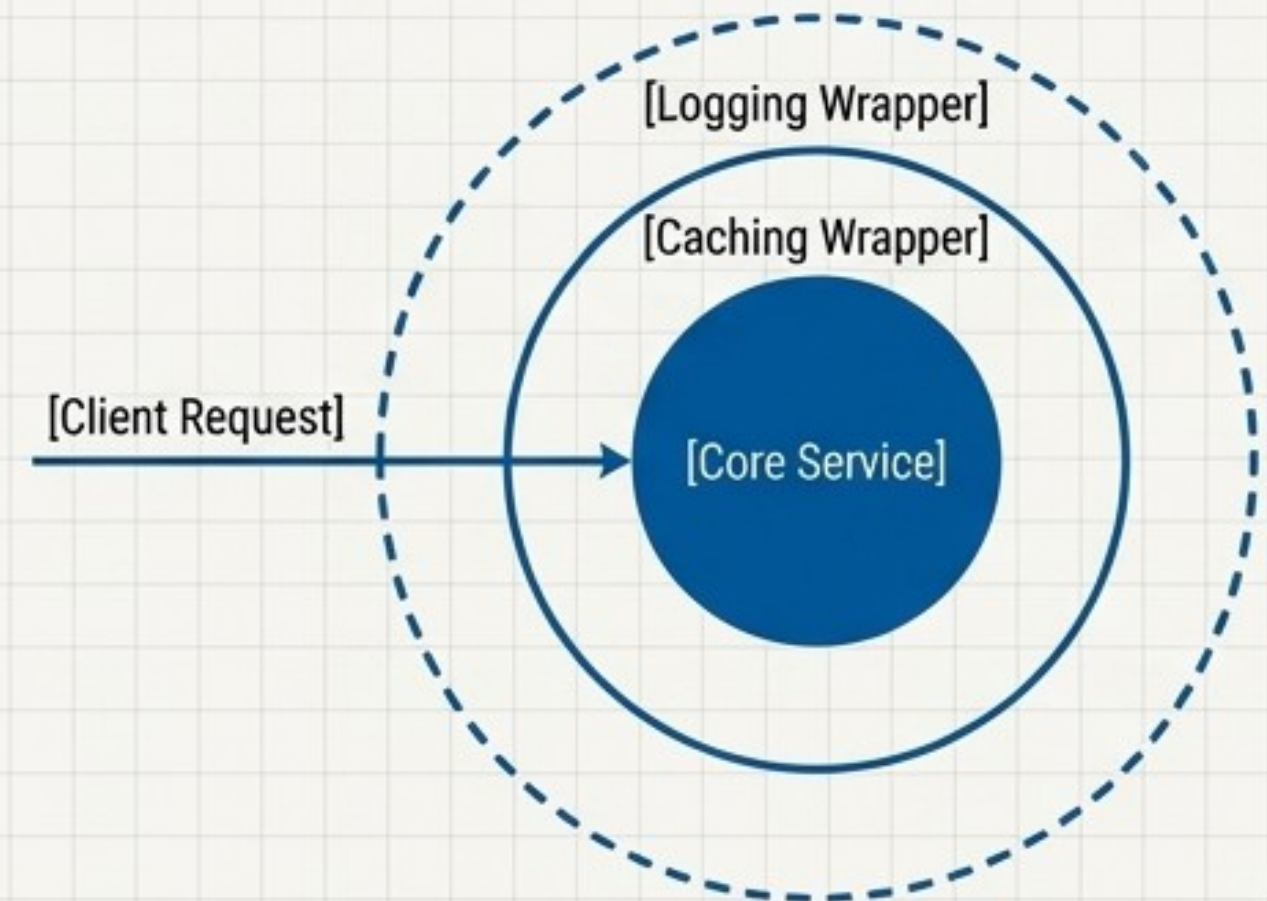 [Logging Wrapper]
[Caching Wrapper]
[Client Request]
[Core Service]